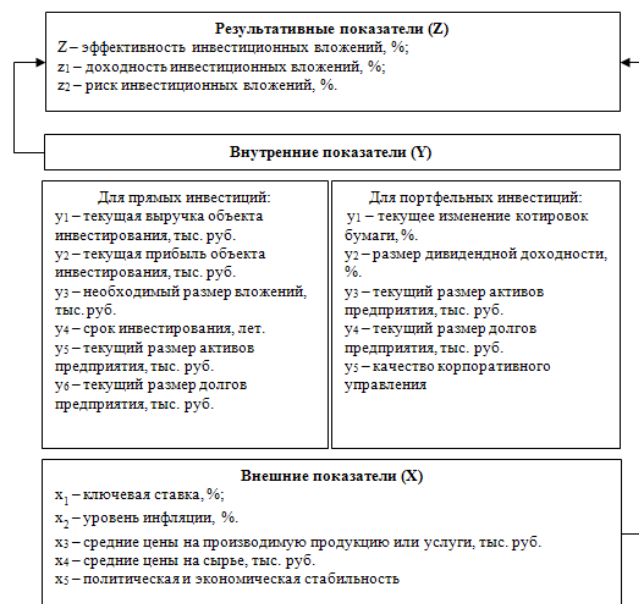 Результативные показатели (Z)
Z – эффективность инвестиционных вложений, %;
z1 – доходность инвестиционных вложений, %;
z2 – риск инвестиционных вложений, %.
Внутренние показатели (Y)
Для прямых инвестиций:
y1 – текущая выручка объекта
инвестирования, тыс. руб.
y2 – текущая прибыль объекта
инвестирования, тыс. руб.
y3 – необходимый размер вложений,
тыс. руб.
y4 – срок инвестирования, лет.
y5 – текущий размер активов
предприятия, тыс. руб.
y6 – текущий размер долгов
предприятия, тыс. руб.
Для портфельных инвестиций:
y1 – текущее изменение котировок
бумаги, %.
y2 – размер дивидендной доходности,
%.
y3 – текущий размер активов
предприятия, тыс. руб.
y4 – текущий размер долгов
предприятия, тыс. руб.
y5 – качество корпоративного
управления
Внешние показатели (X)
x1 – ключевая ставка, %;
x2 – уровень инфляции, %.
x3 – средние цены на производимую продукцию или услуги, тыс. руб.
x4 – средние цены на сырье, тыс. руб.
x5 – политическая и экономическая стабильность